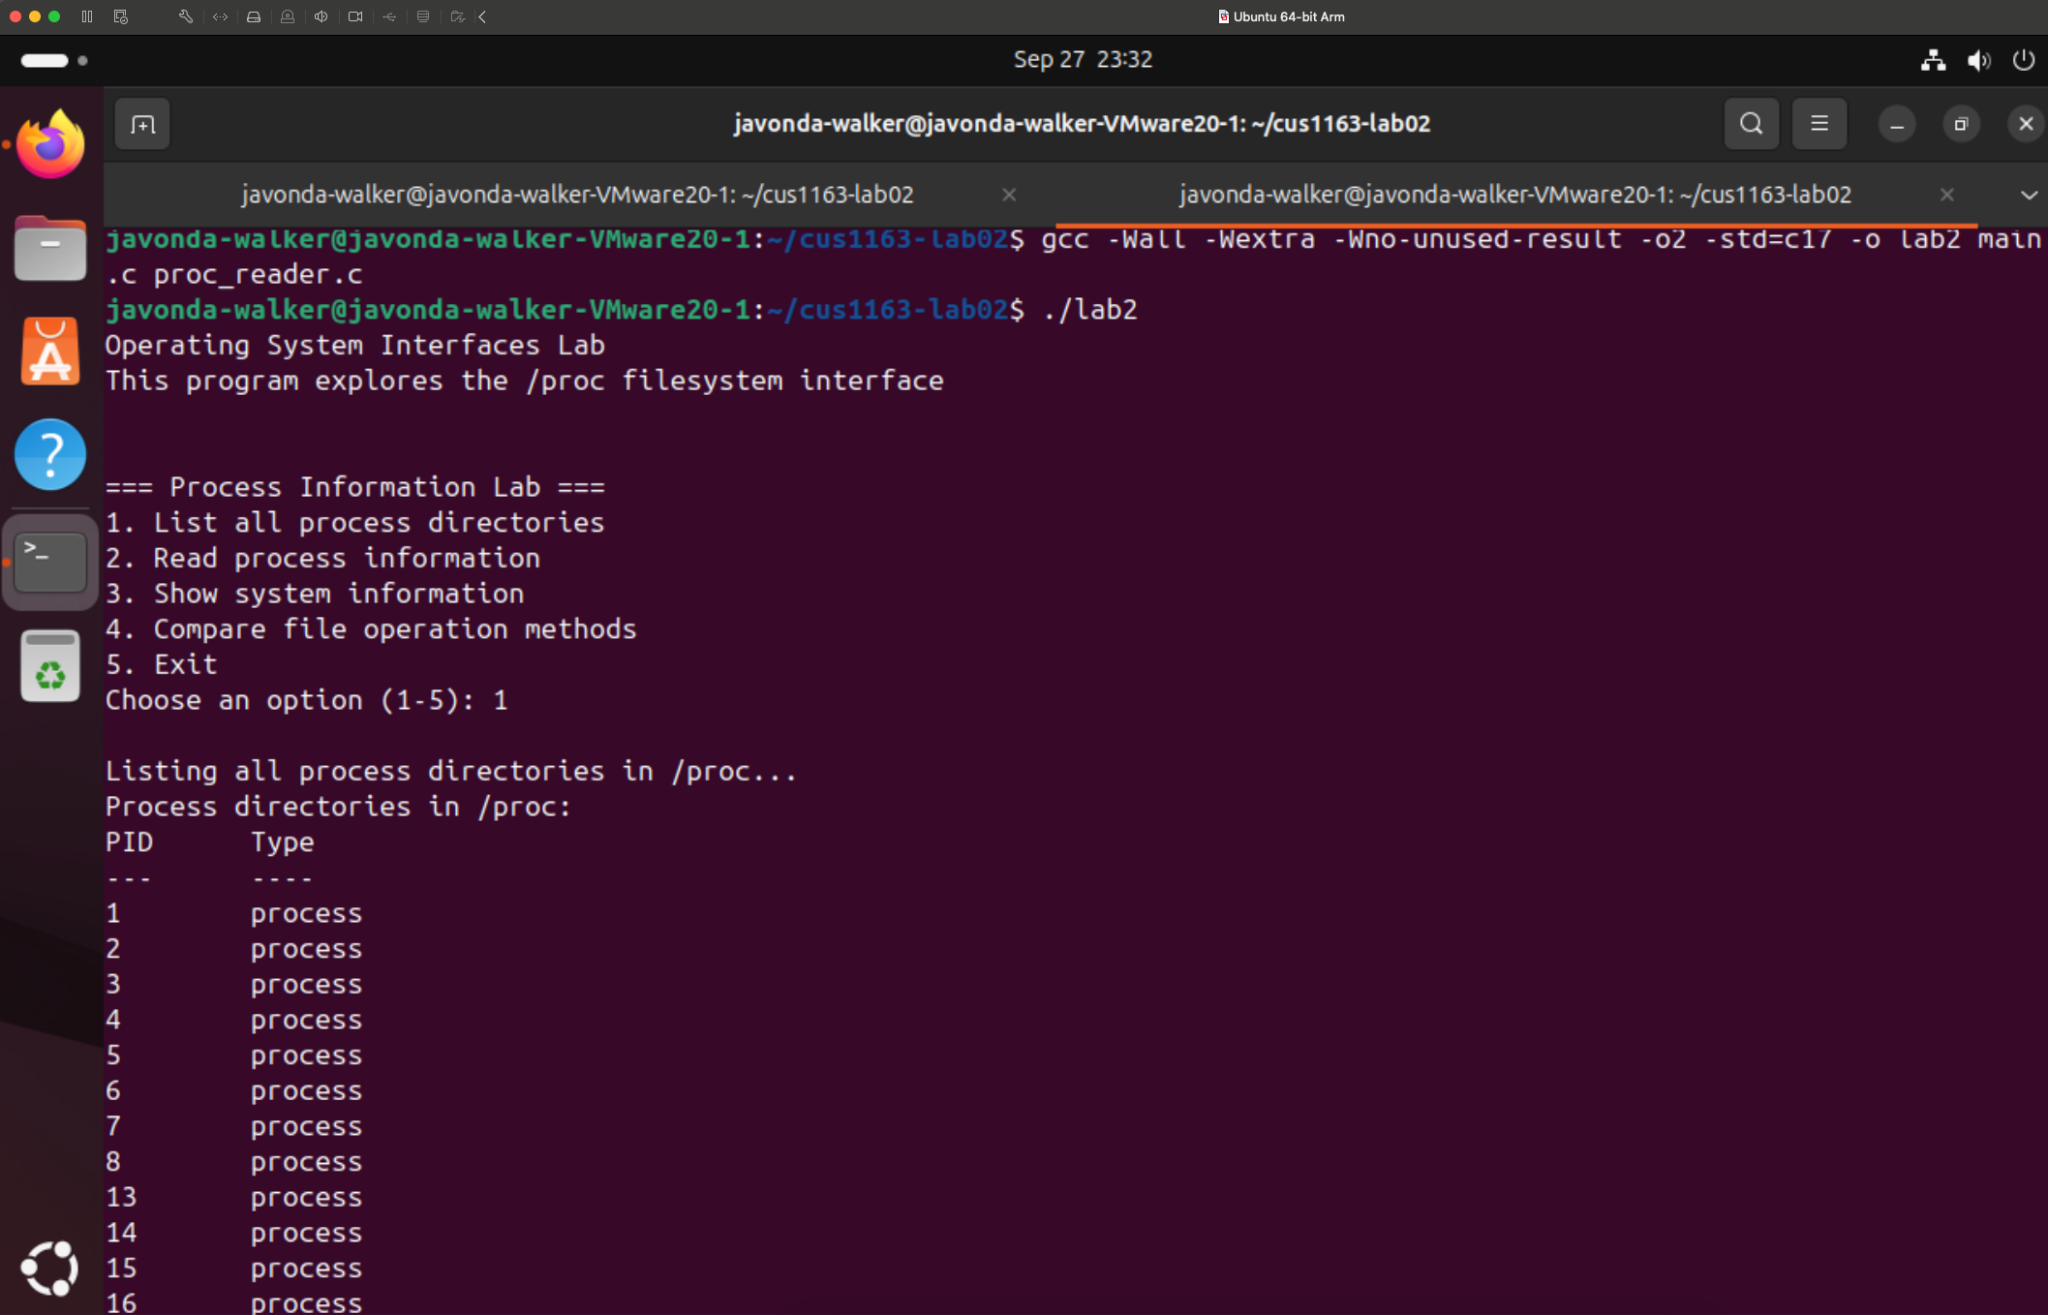 Ubuntu 64-bit Arm
Sep 27 23:32
javonda-walker@javonda-walker-VMware20-1: ~/cus1163-lab02
javonda-walker@javonda-walker-VMware20-1: ~/cus1163-lab02
javonda-walker@javonda-walker-VMware20-1: ~/cus1163-lab02
javonda-walker@javonda-walker-VMware20-1:~/cus1163-lab02$ gcc -Wall -Wextra -Wno-unused-result -o2 -std=c17 -o lab2 main
.c proc_reader.c
javonda-walker@javonda-walker-VMware20-1:~/cus1163-lab02$ ./lab2
Operating System Interfaces Lab
This program explores the /proc filesystem interface
=== Process Information Lab ===
1. List all process directories
2. Read process information
3. Show system information
4. Compare file operation methods
5. Exit
Choose an option (1-5): 1
Listing all process directories in /proc...
Process directories in /proc:
PID Type
--- ----
1 process
2 process
3 process
4 process
5 process
6 process
7 process
8 process
13 process
14 process
15 process
16 process